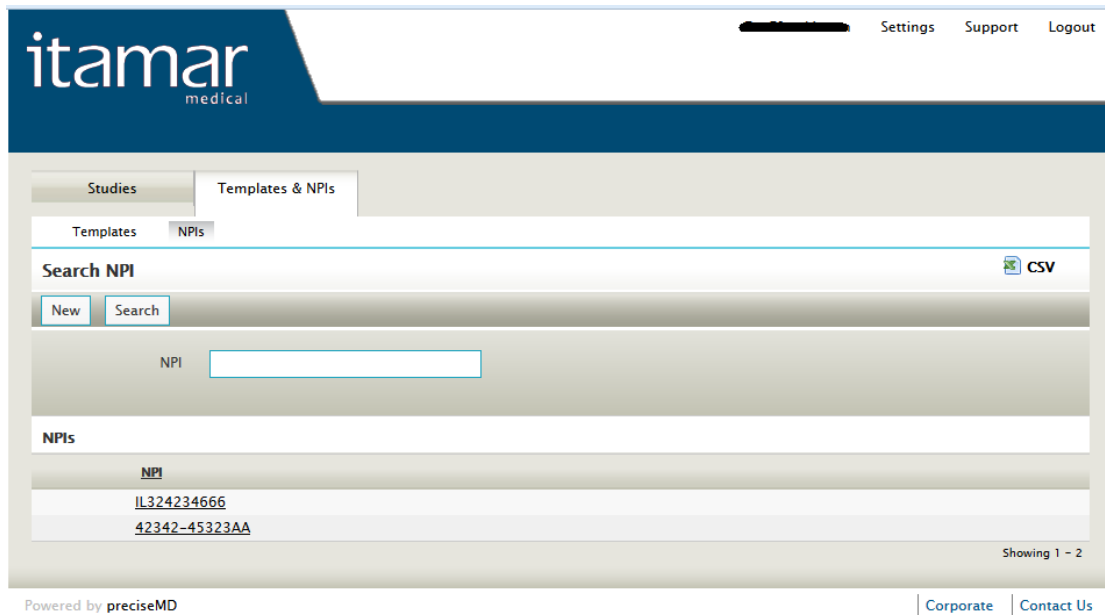 itamar
medical
Settings Support Logout
Studies Templates & NPIs
Templates NPIs
Search NPI CSV
New Search
NPI
NPIs
NPI
IL324234666
42342-45323AA
Showing 1 - 2
Powered by preciseMD Corporate Contact Us